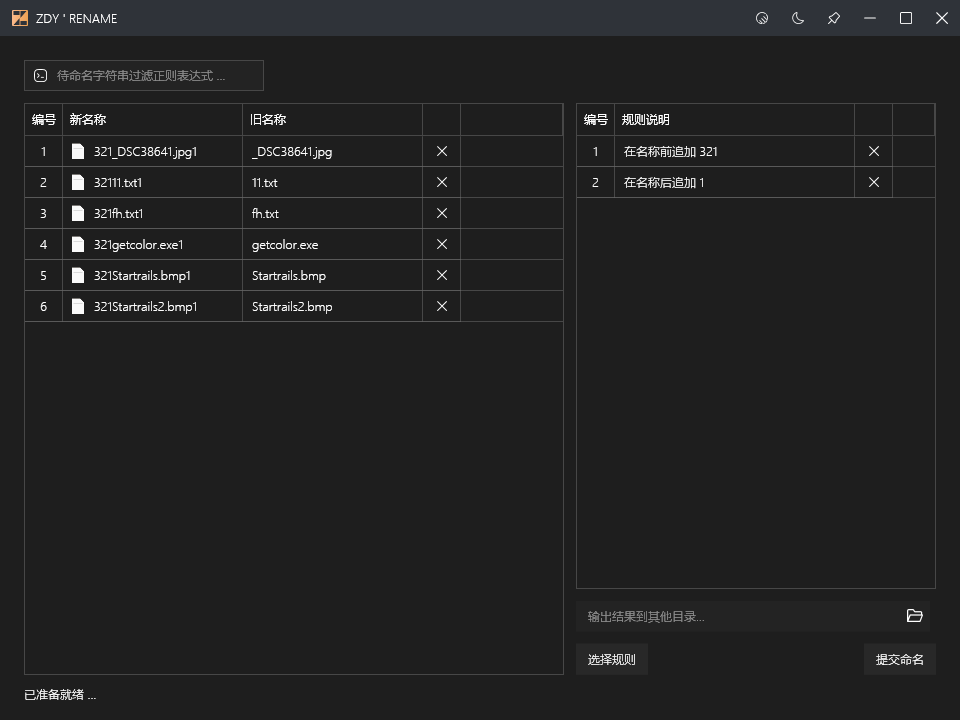 ZDY ' RENAME
待命名字符串过滤正则表达式 ...
编号 新名称 旧名称
1 321_DSC38641.jpg1 _DSC38641.jpg
2 32111.txt1 11.txt
3 321fh.txt1 fh.txt
4 321getcolor.exe1 getcolor.exe
5 321Startrails.bmp1 Startrails.bmp
6 321Startrails2.bmp1 Startrails2.bmp
编号 规则说明
1 在名称前追加 321
2 在名称后追加 1
输出结果到其他目录...
选择规则 提交命名
已准备就绪 ...